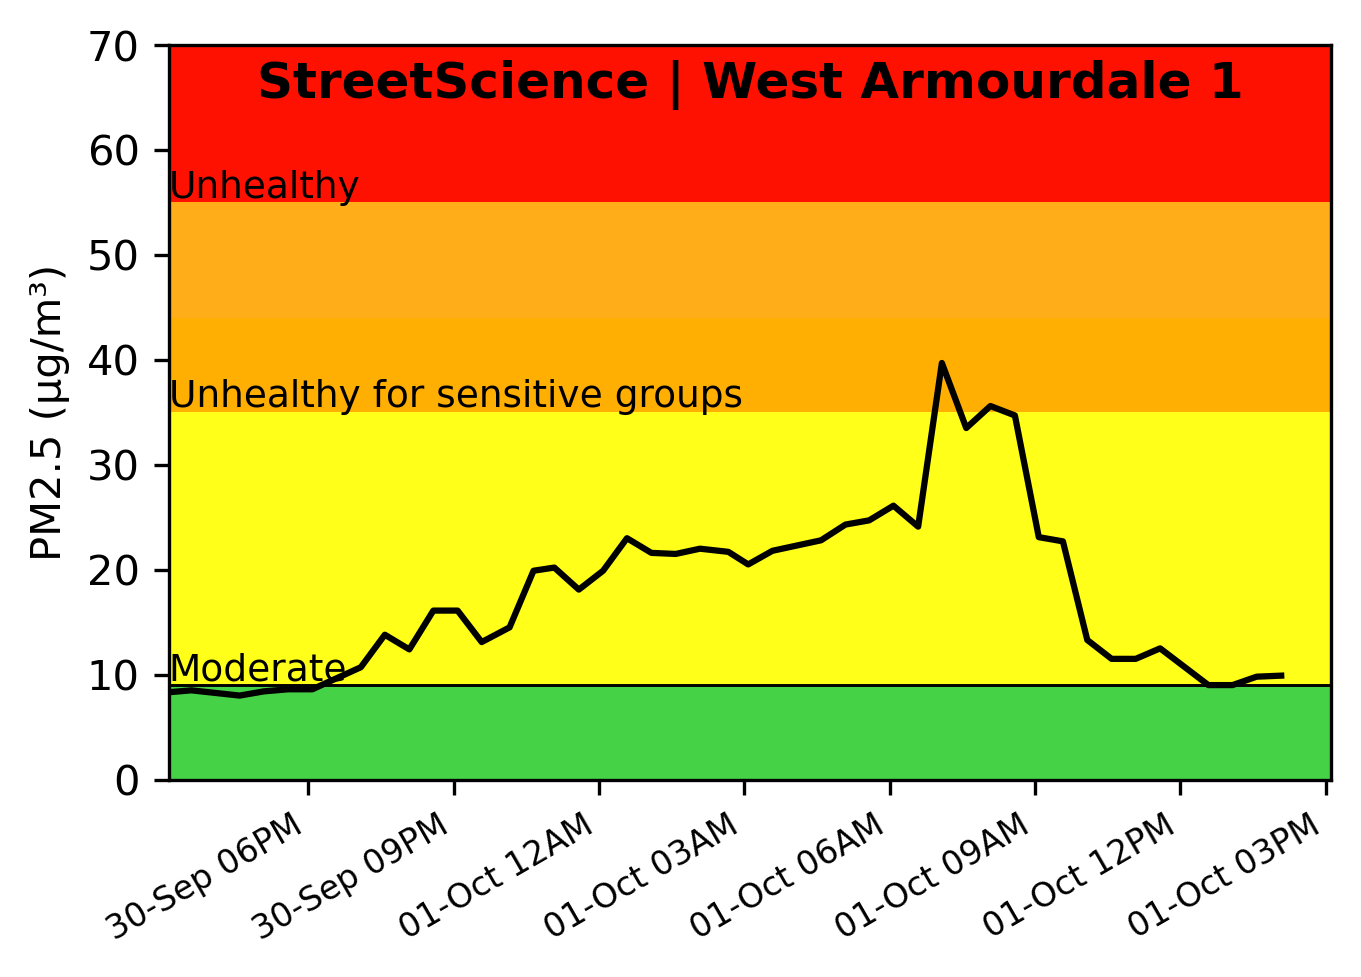 StreetScience | West Armourdale 1
PM2.5 (µg/m³)
70
60
50
40
30
20
10
0
Unhealthy
Unhealthy for sensitive groups
Moderate
30-Sep 06PM
30-Sep 09PM
01-Oct 12AM
01-Oct 03AM
01-Oct 06AM
01-Oct 09AM
01-Oct 12PM
01-Oct 03PM